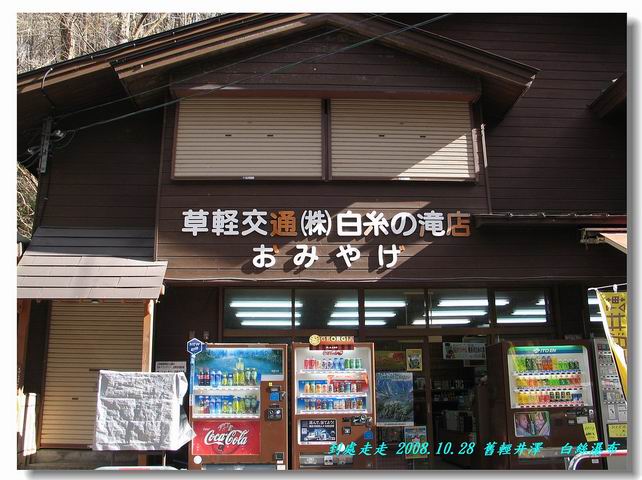 草軽交通㈱白糸の滝店
おみやげ
GEORGIA
ITO EN
Coca-Cola
到處走走 2008.10.28 舊輕井澤 白絲瀑布